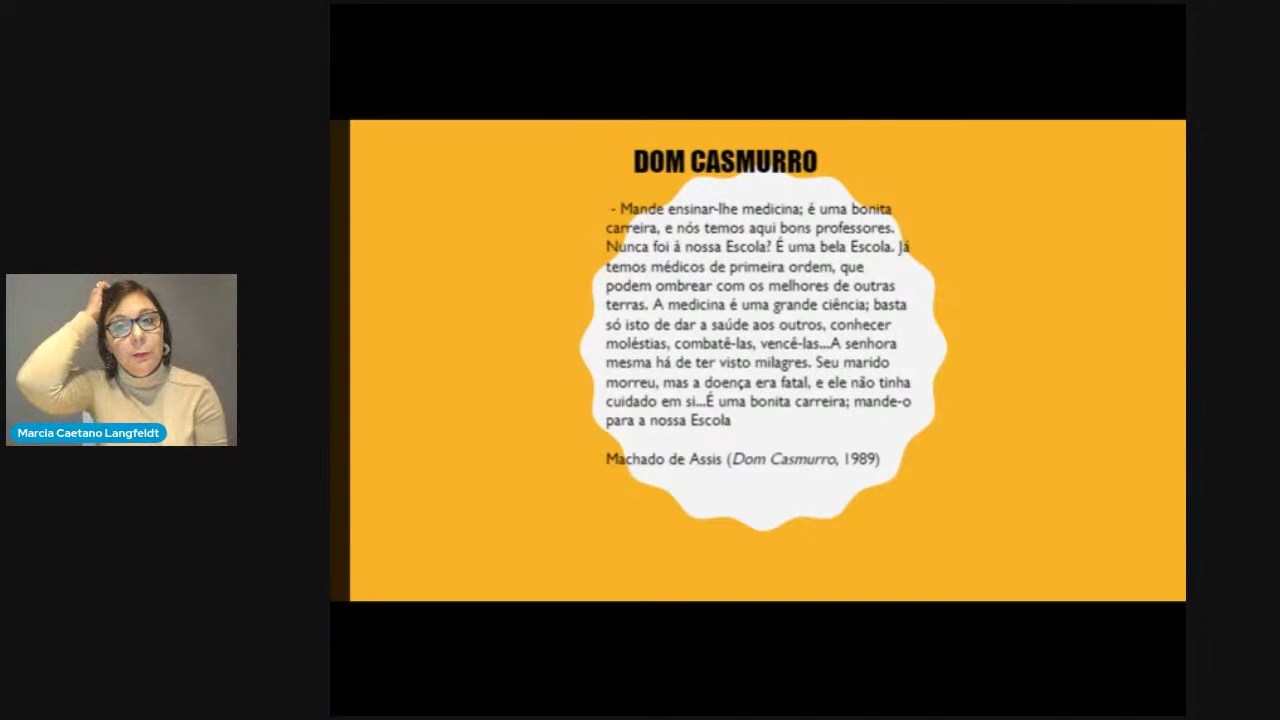 DOM CASMURRO
- Mande ensinar-lhe medicina; é uma bonita
carreira, e nós temos aqui bons professores.
Nunca foi à nossa Escola? É uma bela Escola. Já
temos médicos de primeira ordem, que
podem ombrear com os melhores de outras
terras. A medicina é uma grande ciência; basta
só isto de dar a saúde aos outros, conhecer
moléstias, combatê-las, vencê-las...A senhora
mesma há de ter visto milagres. Seu marido
morreu, mas a doença era fatal, e ele não tinha
cuidado em si...É uma bonita carreira; mande-o
para a nossa Escola
Machado de Assis (Dom Casmurro, 1989)
Marcia Caetano Langfeldt